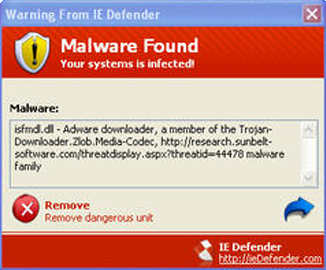 Warning From IE Defender
Malware Found
Your systems is infected!
Malware:
isfmdl.dll - Adware downloader, a member of the Trojan-
Downloader.Zlob.Media-Codec, http://research.sunbelt-
software.com/threatdisplay.aspx?threatid=44478 malware
family
Remove
Remove dangerous unit
IE Defender
http://ieDefender.com